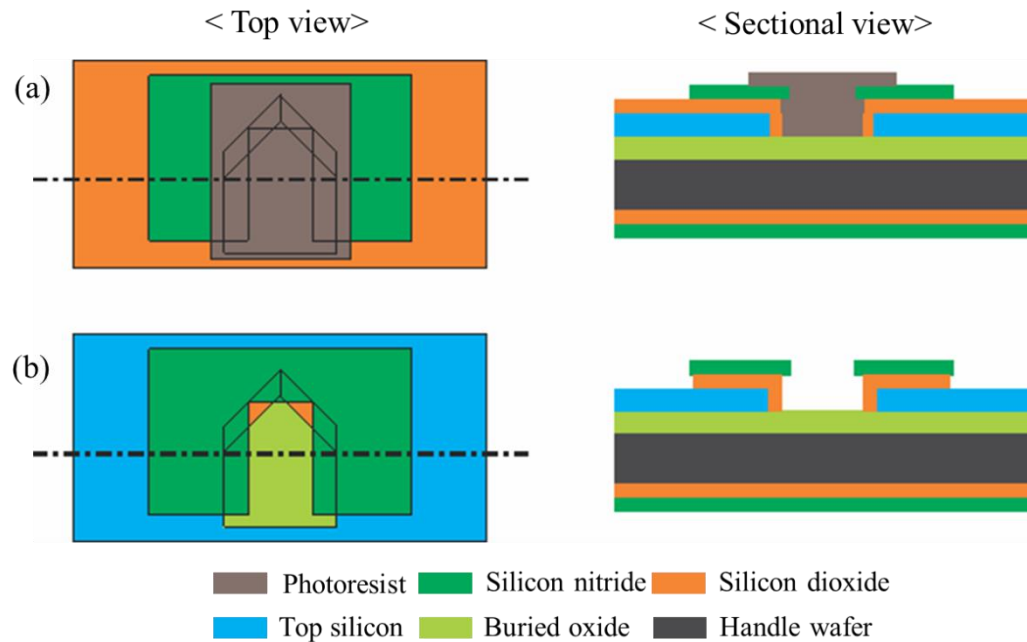 < Top view>
< Sectional view>
(a)
(b)
Photoresist
Silicon nitride
Silicon dioxide
Top silicon
Buried oxide
Handle wafer